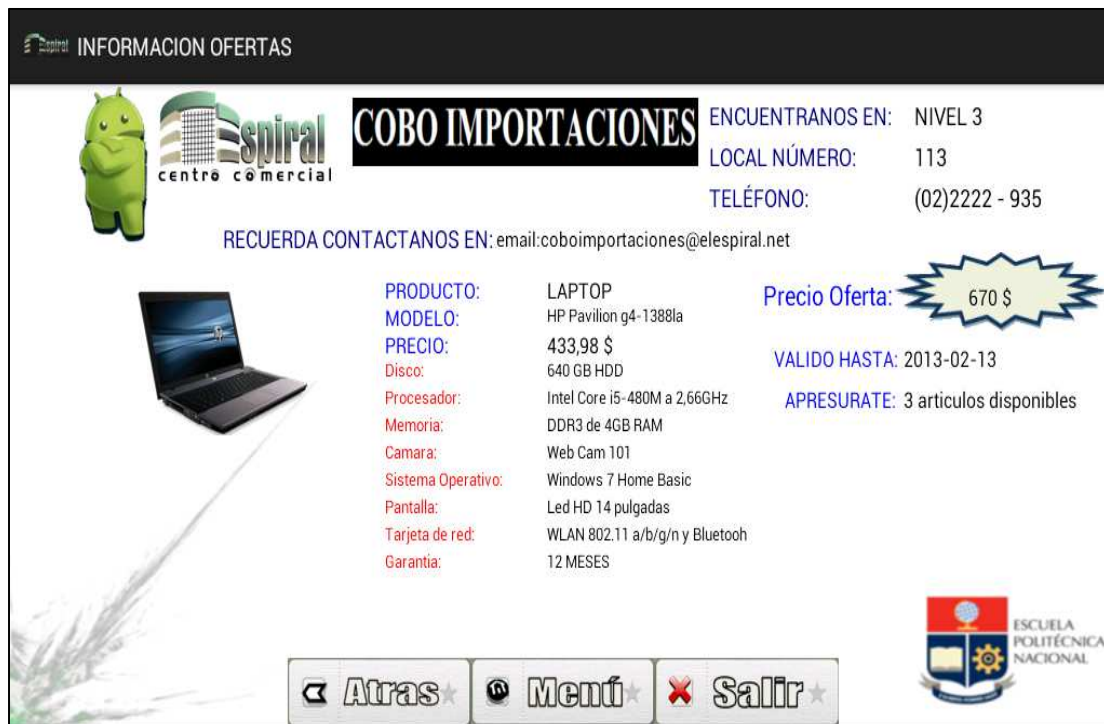 Espiral INFORMACION OFERTAS
Espiral
centro comercial
COBO IMPORTACIONES
ENCUENTRANOS EN: NIVEL 3
LOCAL NÚMERO: 113
TELÉFONO: (02)2222 - 935
RECUERDA CONTACTANOS EN: email:coboimportaciones@elespiral.net
PRODUCTO: LAPTOP
MODELO: HP Pavilion g4-1388la
PRECIO: 433,98 $
Disco: 640 GB HDD
Procesador: Intel Core i5-480M a 2,66GHz
Memoria: DDR3 de 4GB RAM
Camara: Web Cam 101
Sistema Operativo: Windows 7 Home Basic
Pantalla: Led HD 14 pulgadas
Tarjeta de red: WLAN 802.11 a/b/g/n y Bluetooh
Garantia: 12 MESES
Precio Oferta: 670 $
VALIDO HASTA: 2013-02-13
APRESURATE: 3 articulos disponibles
ESCUELA
POLITÉCNICA
NACIONAL
Atras Menú Salir